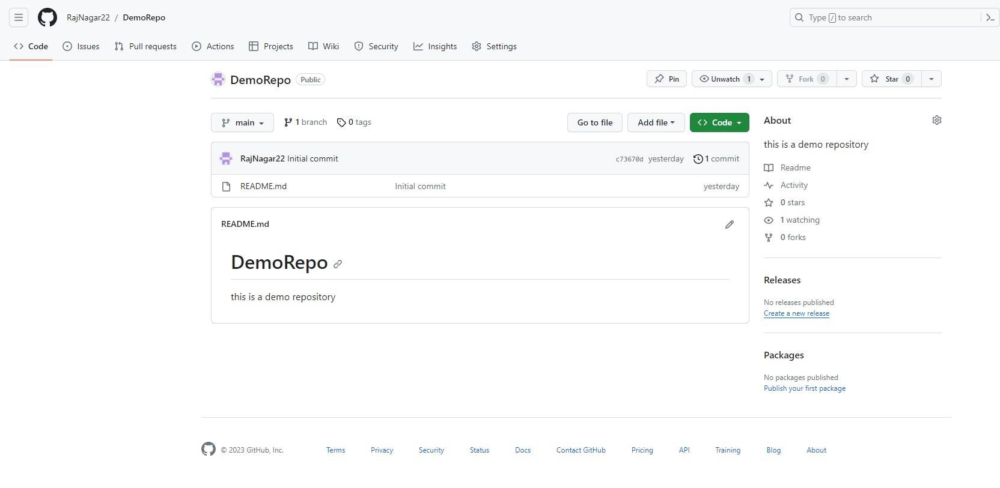 RajNagar22 / DemoRepo
Type / to search
Code Issues Pull requests Actions Projects Wiki Security Insights Settings
DemoRepo Public
Pin Unwatch 1 Fork 0 Star 0
main 1 branch 0 tags Go to file Add file Code
RajNagar22 Initial commit c73670d yesterday 1 commit
README.md Initial commit yesterday
README.md
DemoRepo
this is a demo repository
About
this is a demo repository
Readme
Activity
0 stars
1 watching
0 forks
Releases
No releases published
Create a new release
Packages
No packages published
Publish your first package
© 2023 GitHub, Inc. Terms Privacy Security Status Docs Contact GitHub Pricing API Training Blog About